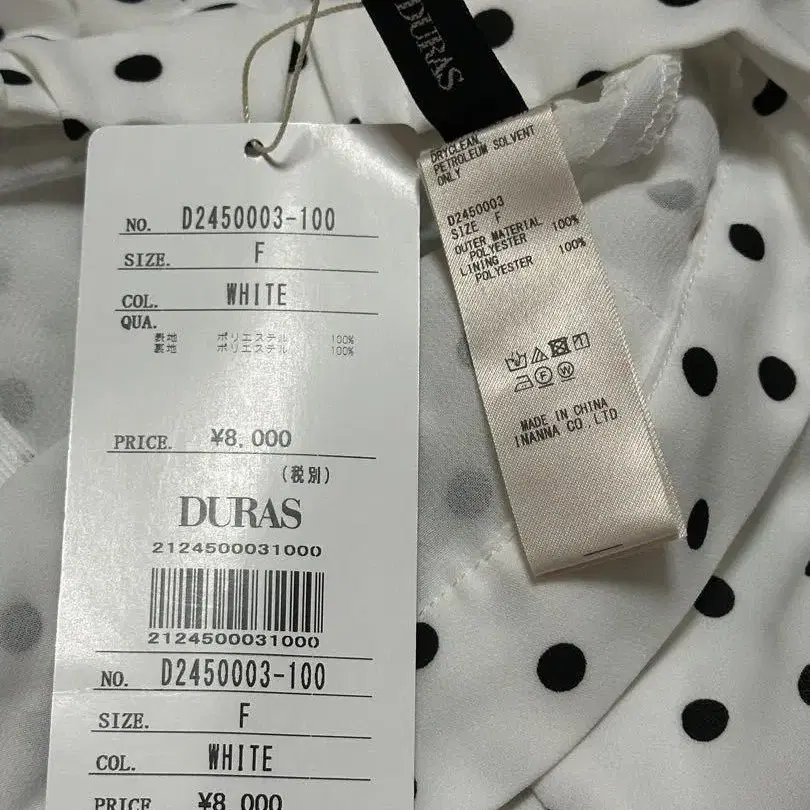 DURAS
DRYCLEAN
PETROLEUM SOLVENT
ONLY
D2450003
SIZE F
OUTER MATERIAL
POLYESTER 100%
LINING
POLYESTER 100%
F W
MADE IN CHINA
INANNA CO., LTD
NO. D2450003-100
SIZE. F
COL. WHITE
QUA.
表地 ポリエステル 100%
裏地 ポリエステル 100%
PRICE. ¥8,000
(税別)
DURAS
2124500031000
2124500031000
NO. D2450003-100
SIZE. F
COL. WHITE
PRICE ¥8,000